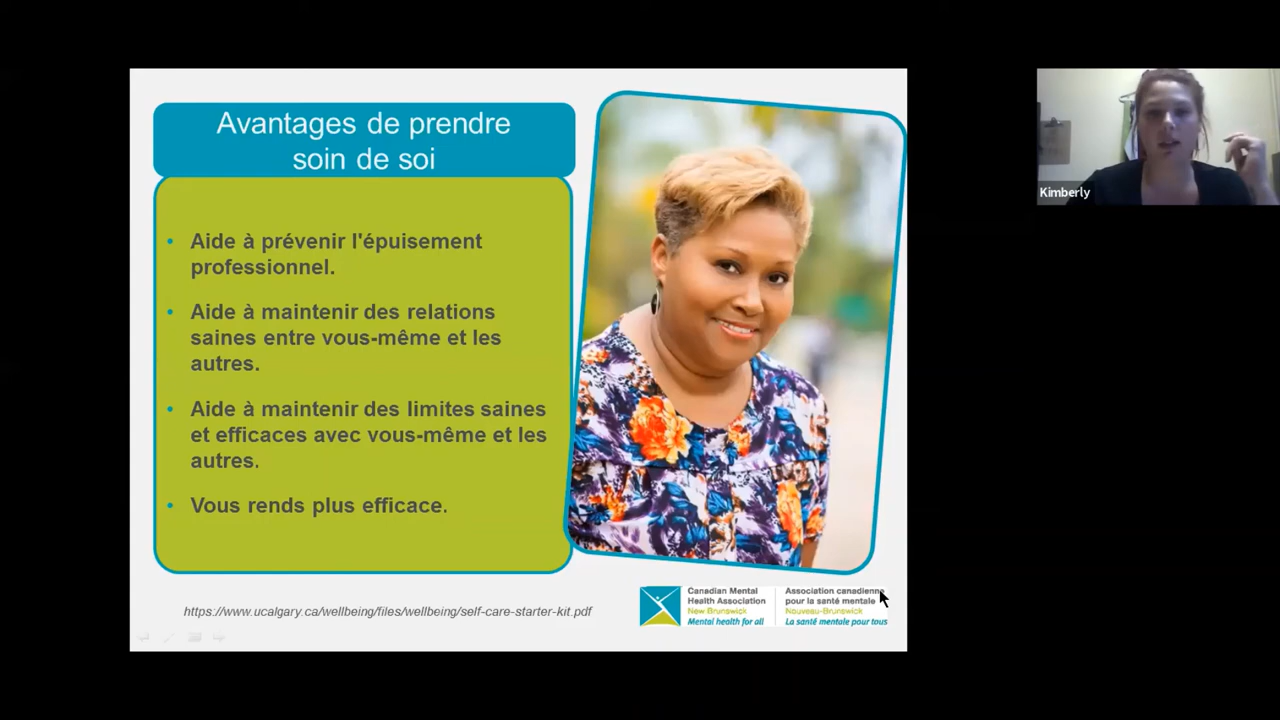 Avantages de prendre
soin de soi
• Aide à prévenir l'épuisement
professionnel.
• Aide à maintenir des relations
saines entre vous-même et les
autres.
• Aide à maintenir des limites saines
et efficaces avec vous-même et les
autres.
• Vous rends plus efficace.
https://www.ucalgary.ca/wellbeing/files/wellbeing/self-care-starter-kit.pdf
Canadian Mental
Health Association
New Brunswick
Mental health for all
Association canadienne
pour la santé mentale
Nouveau-Brunswick
La santé mentale pour tous
Kimberly